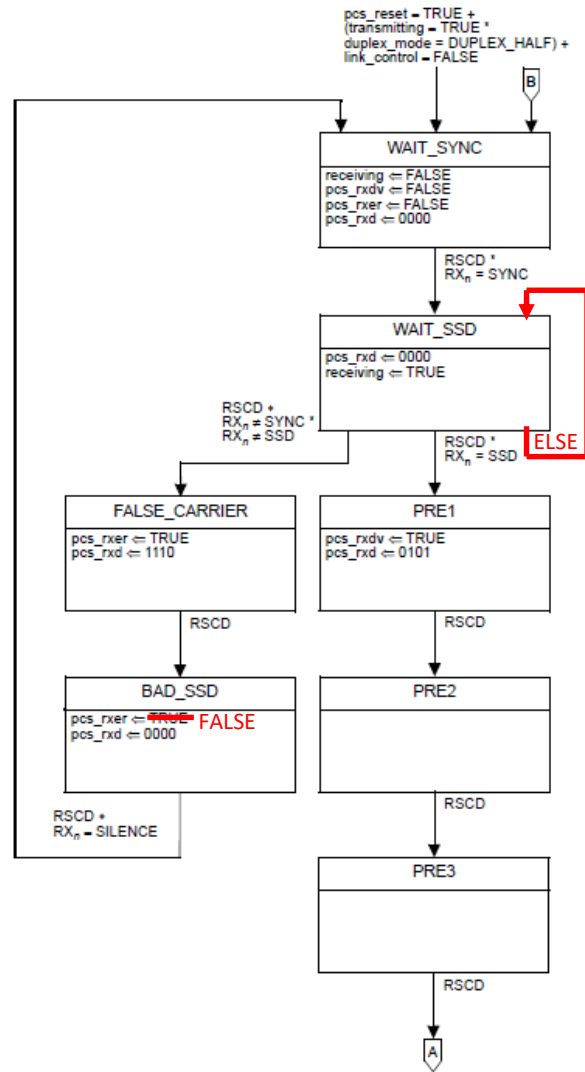 pcs_reset = TRUE +
(transmitting = TRUE *
duplex_mode = DUPLEX_HALF) +
link_control = FALSE
B
WAIT_SYNC
receiving ⇐ FALSE
pcs_rxdv ⇐ FALSE
pcs_rxer ⇐ FALSE
pcs_rxd ⇐ 0000
RSCD *
RXn = SYNC
WAIT_SSD
pcs_rxd ⇐ 0000
receiving ⇐ TRUE
ELSE
RSCD +
RXn ≠ SYNC *
RXn ≠ SSD
RSCD *
RXn = SSD
FALSE_CARRIER
pcs_rxer ⇐ TRUE
pcs_rxd ⇐ 1110
PRE1
pcs_rxdv ⇐ TRUE
pcs_rxd ⇐ 0101
RSCD
RSCD
BAD_SSD
pcs_rxer ⇐ TRUE FALSE
pcs_rxd ⇐ 0000
PRE2
RSCD +
RXn = SILENCE
RSCD
PRE3
RSCD
A